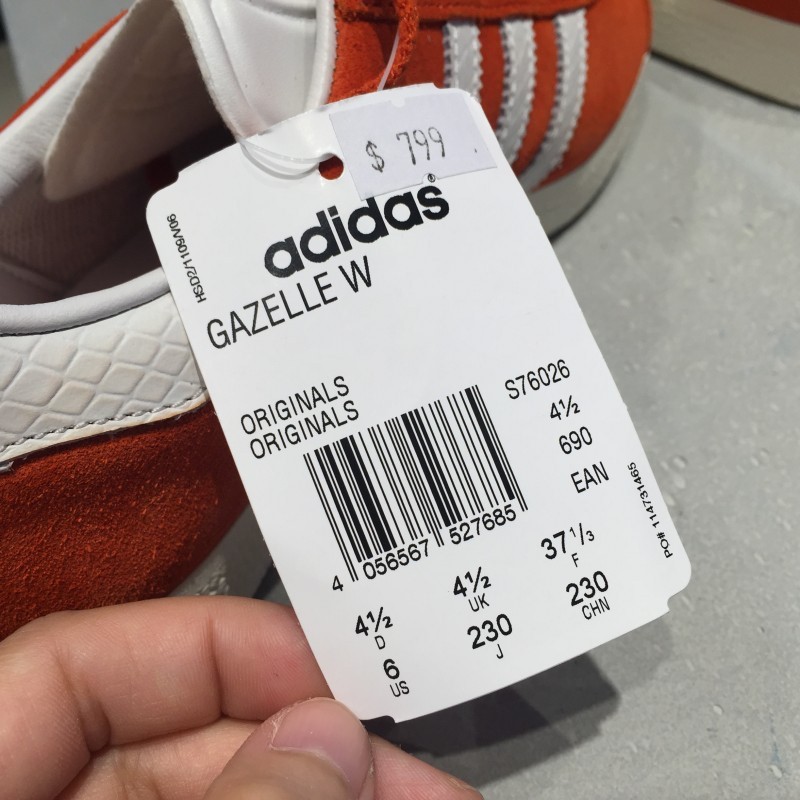 $ 799
adidas®
HSD2/1109/V06
GAZELLE W
ORIGINALS
ORIGINALS
S76026
4½
690
EAN
4 056567 527685
PO# 114731465
4½ D
4½ UK
37⅓ F
6 US
230 J
230 CHN